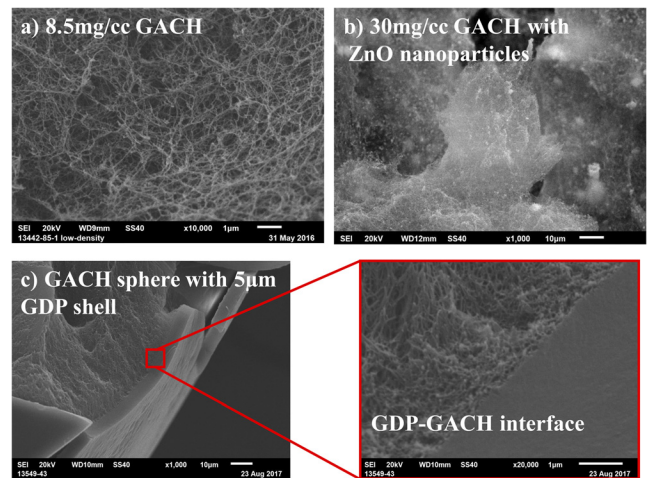 a) 8.5mg/cc GACH
SEI 20kV WD9mm SS40 x10,000 1µm
13442-85-1 low-density 31 May 2016
b) 30mg/cc GACH with
ZnO nanoparticles
SEI 20kV WD12mm SS40 x1,000 10µm
c) GACH sphere with 5µm
GDP shell
SEI 20kV WD10mm SS40 x1,000 10µm
13549-43 23 Aug 2017
GDP-GACH interface
SEI 20kV WD10mm SS40 x20,000 1µm
13549-43 23 Aug 2017